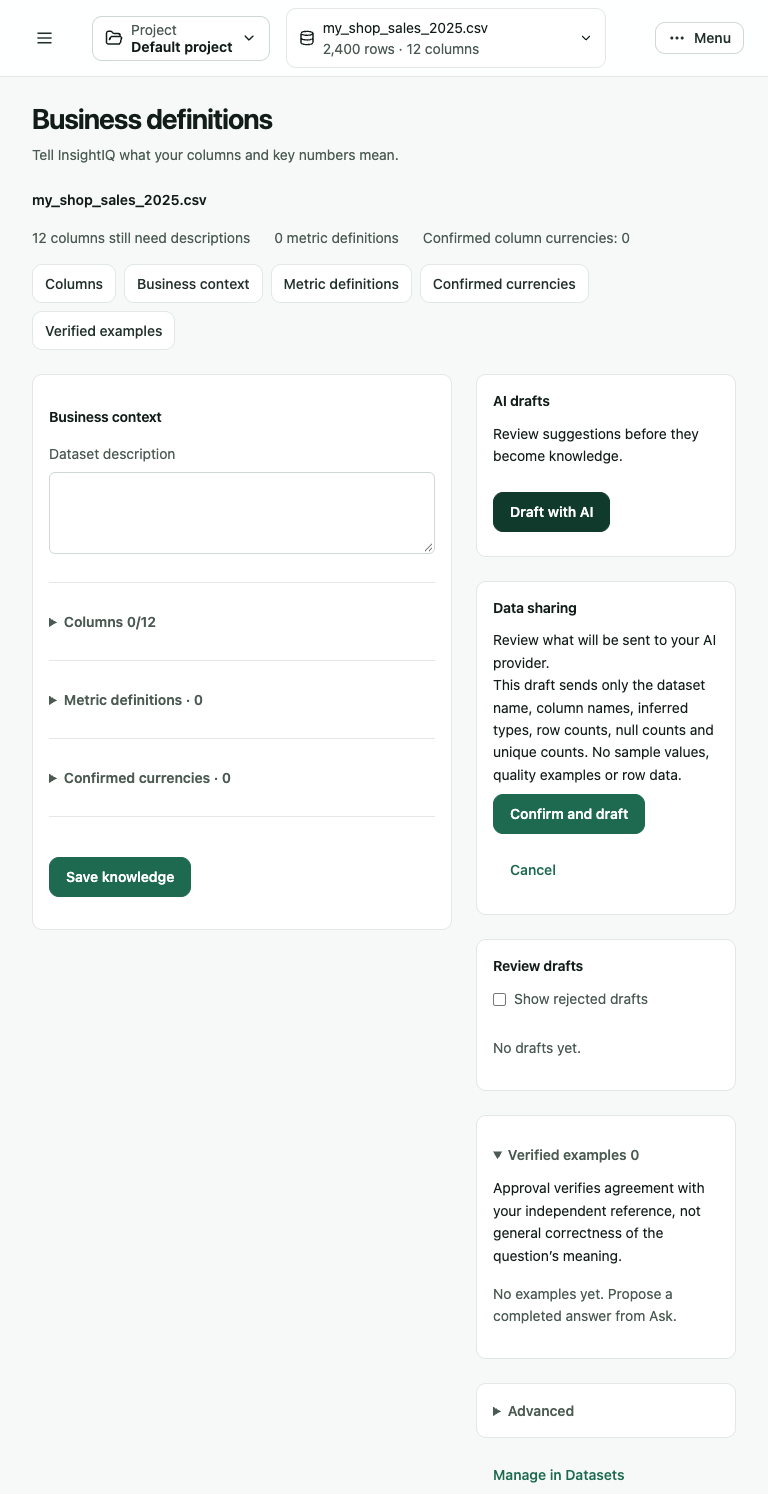 Project
Default project
my_shop_sales_2025.csv
2,400 rows · 12 columns
Menu
Business definitions
Tell InsightIQ what your columns and key numbers mean.
my_shop_sales_2025.csv
12 columns still need descriptions
0 metric definitions
Confirmed column currencies: 0
Columns
Business context
Metric definitions
Confirmed currencies
Verified examples
Business context
Dataset description
Columns 0/12
Metric definitions · 0
Confirmed currencies · 0
Save knowledge
AI drafts
Review suggestions before they
become knowledge.
Draft with AI
Data sharing
Review what will be sent to your AI
provider.
This draft sends only the dataset
name, column names, inferred
types, row counts, null counts and
unique counts. No sample values,
quality examples or row data.
Confirm and draft
Cancel
Review drafts
Show rejected drafts
No drafts yet.
Verified examples 0
Approval verifies agreement with
your independent reference, not
general correctness of the
question's meaning.
No examples yet. Propose a
completed answer from Ask.
Advanced
Manage in Datasets